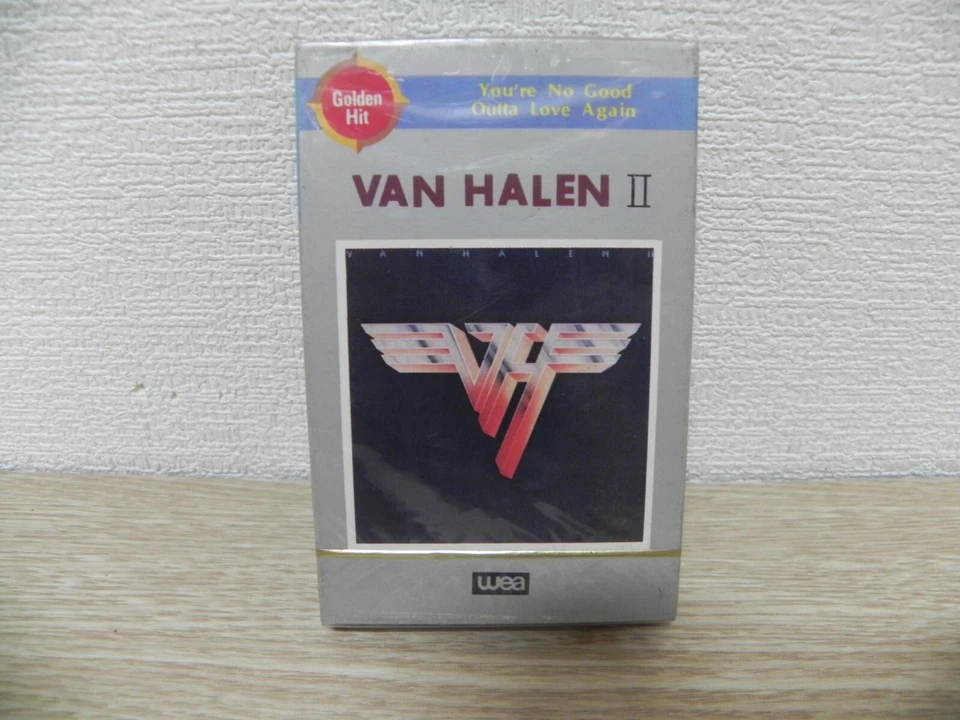 Golden
Hit
You're No Good
Outta Love Again
VAN HALEN II
VAN HALEN II
wea